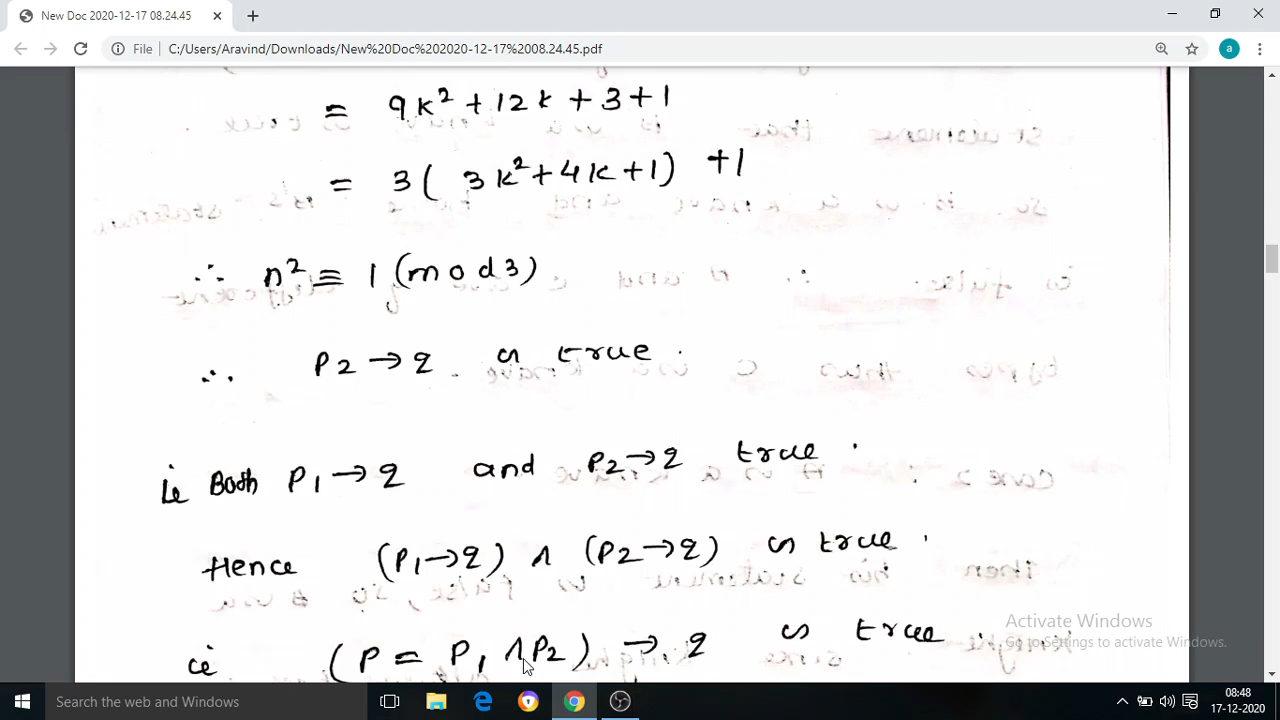 New Doc 2020-12-17 08.24.45
File C:/Users/Aravind/Downloads/New%20Doc%202020-12-17%2008.24.45.pdf
a
= 9k² + 12k + 3 + 1
= 3( 3k² + 4k + 1) + 1
∴ n² ≡ 1 (mod 3)
∴ P2 → q is true.
ie Both P1 → q and P2 → q true.
Hence (P1 → q) ∧ (P2 → q) is true.
ie (P = P1 ∧ P2) → q is true
Activate Windows
Go to Settings to activate Windows.
Search the web and Windows
08:48
17-12-2020